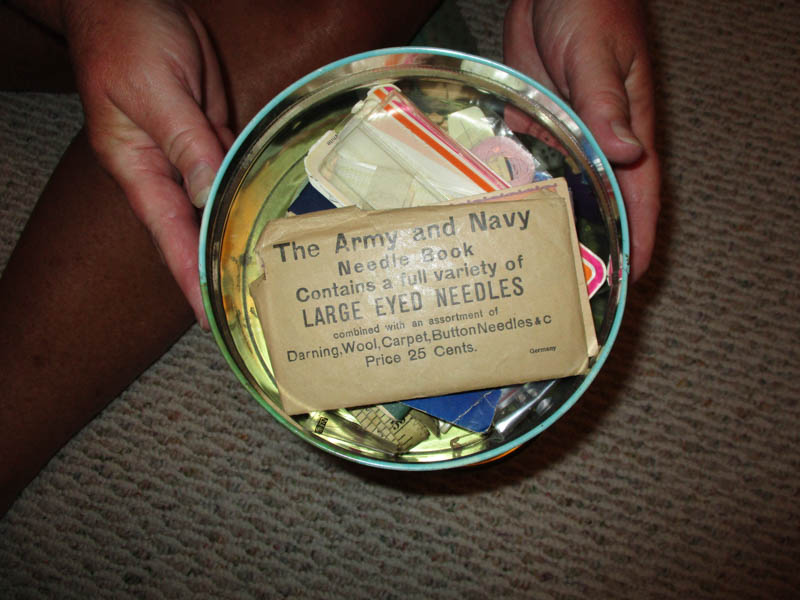 The Army and Navy
Needle Book
Contains a full variety of
LARGE EYED NEEDLES
combined with an assortment of
Darning, Wool, Carpet, Button Needles & C
Price 25 Cents.
Germany